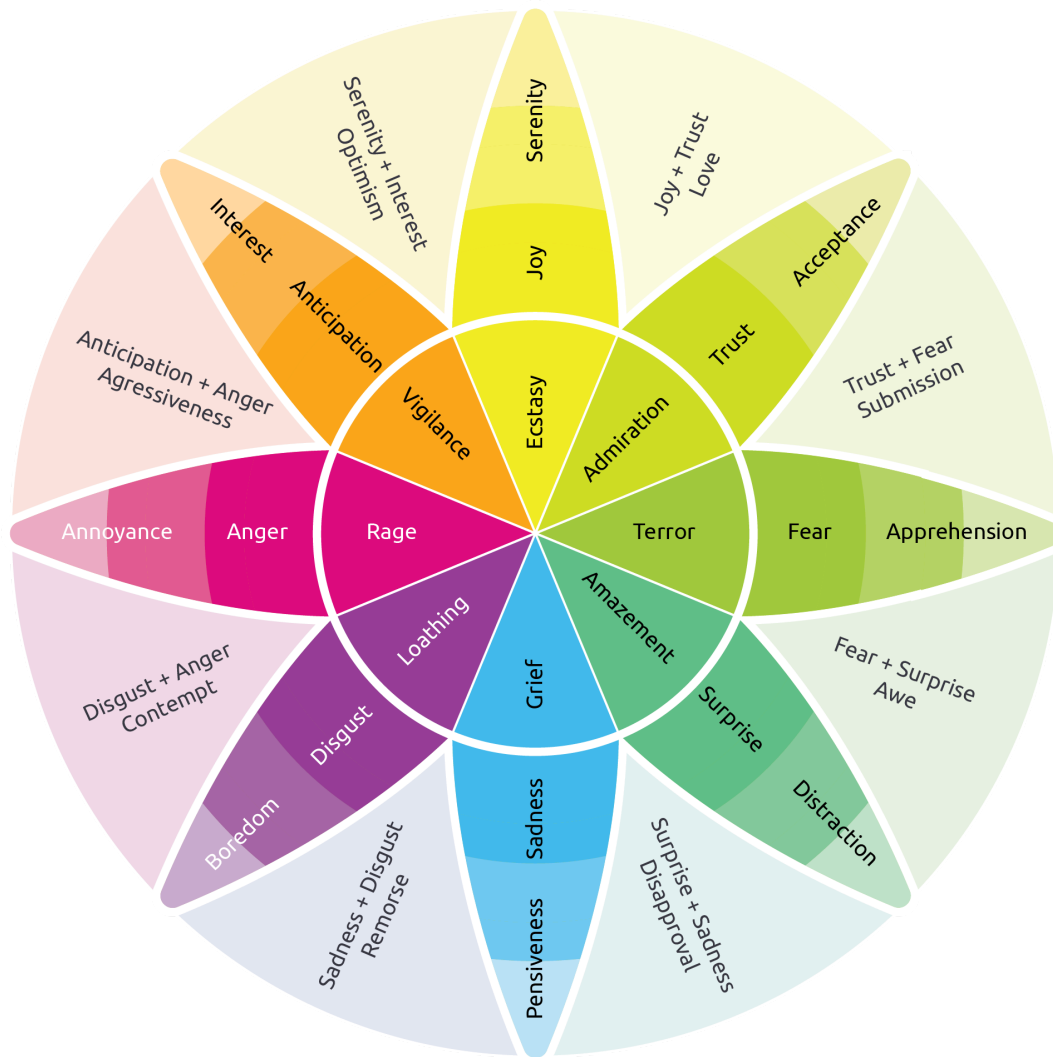 Serenity
Joy
Ecstasy
Joy + Trust
Love
Acceptance
Trust
Admiration
Trust + Fear
Submission
Terror
Fear
Apprehension
Fear + Surprise
Awe
Amazement
Surprise
Distraction
Surprise + Sadness
Disapproval
Grief
Sadness
Pensiveness
Sadness + Disgust
Remorse
Loathing
Disgust
Boredom
Disgust + Anger
Contempt
Annoyance
Anger
Rage
Anticipation + Anger
Agressiveness
Interest
Anticipation
Vigilance
Serenity + Interest
Optimism